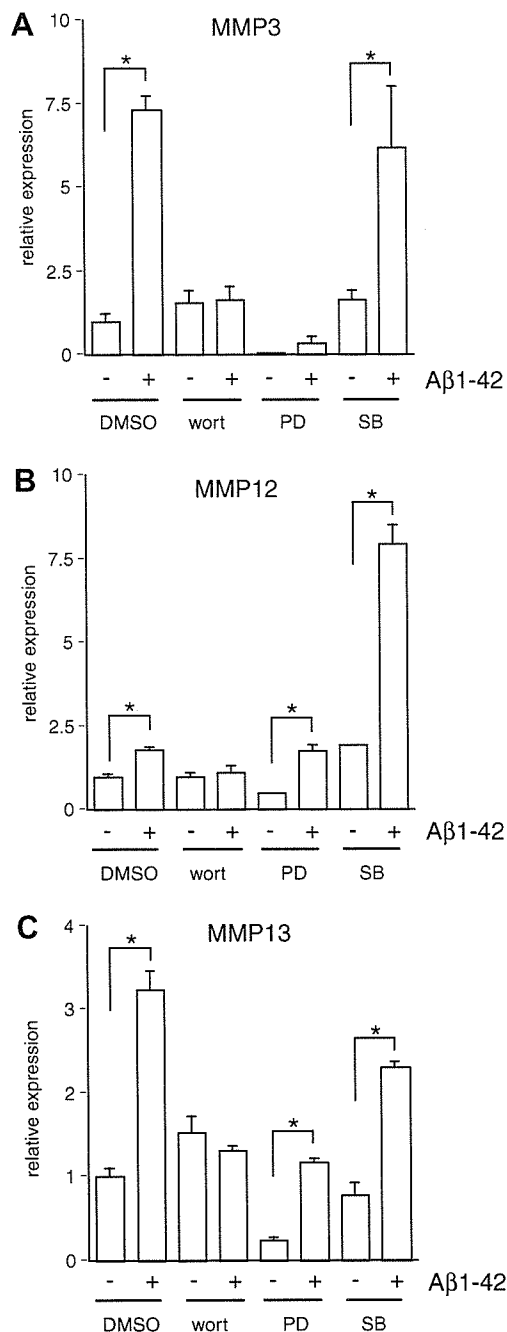 A
MMP3
10
7.5
5
2.5
0
relative expression
*
*
- + - + - + - + Aβ1-42
DMSO wort PD SB
B
MMP12
10
7.5
5
2.5
0
relative expression
*
*
*
- + - + - + - + Aβ1-42
DMSO wort PD SB
C
MMP13
4
3
2
1
0
relative expression
*
*
*
- + - + - + - + Aβ1-42
DMSO wort PD SB